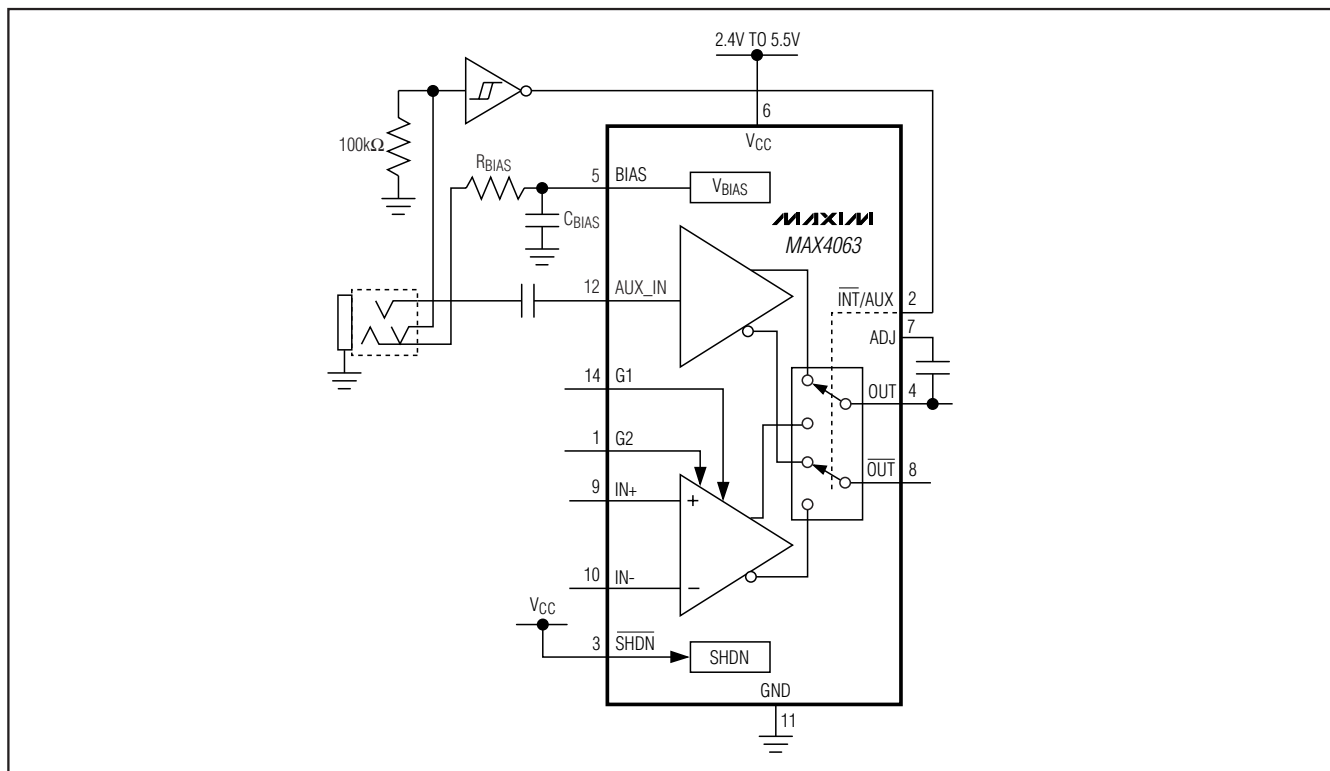 2.4V TO 5.5V
6
VCC
100kΩ
RBIAS
5
BIAS
VBIAS
CBIAS
MAXIM
MAX4063
12
AUX_IN
INT/AUX
2
7
ADJ
14
G1
OUT
4
1
G2
OUT
8
9
IN+
+
10
IN-
−
VCC
3
SHDN
SHDN
GND
11